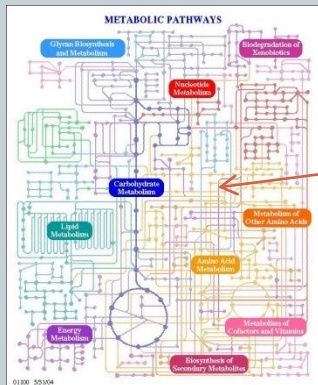 METABOLIC PATHWAYS
Glycan Biosynthesis
and Metabolism
Biodegradation of
Xenobiotics
Nucleotide
Metabolism
Carbohydrate
Metabolism
Lipid
Metabolism
Metabolism of
Other Amino Acids
Amino Acid
Metabolism
Energy
Metabolism
Metabolism of
Cofactors and Vitamins
Biosynthesis of
Secondary Metabolites
01100 5/31/04